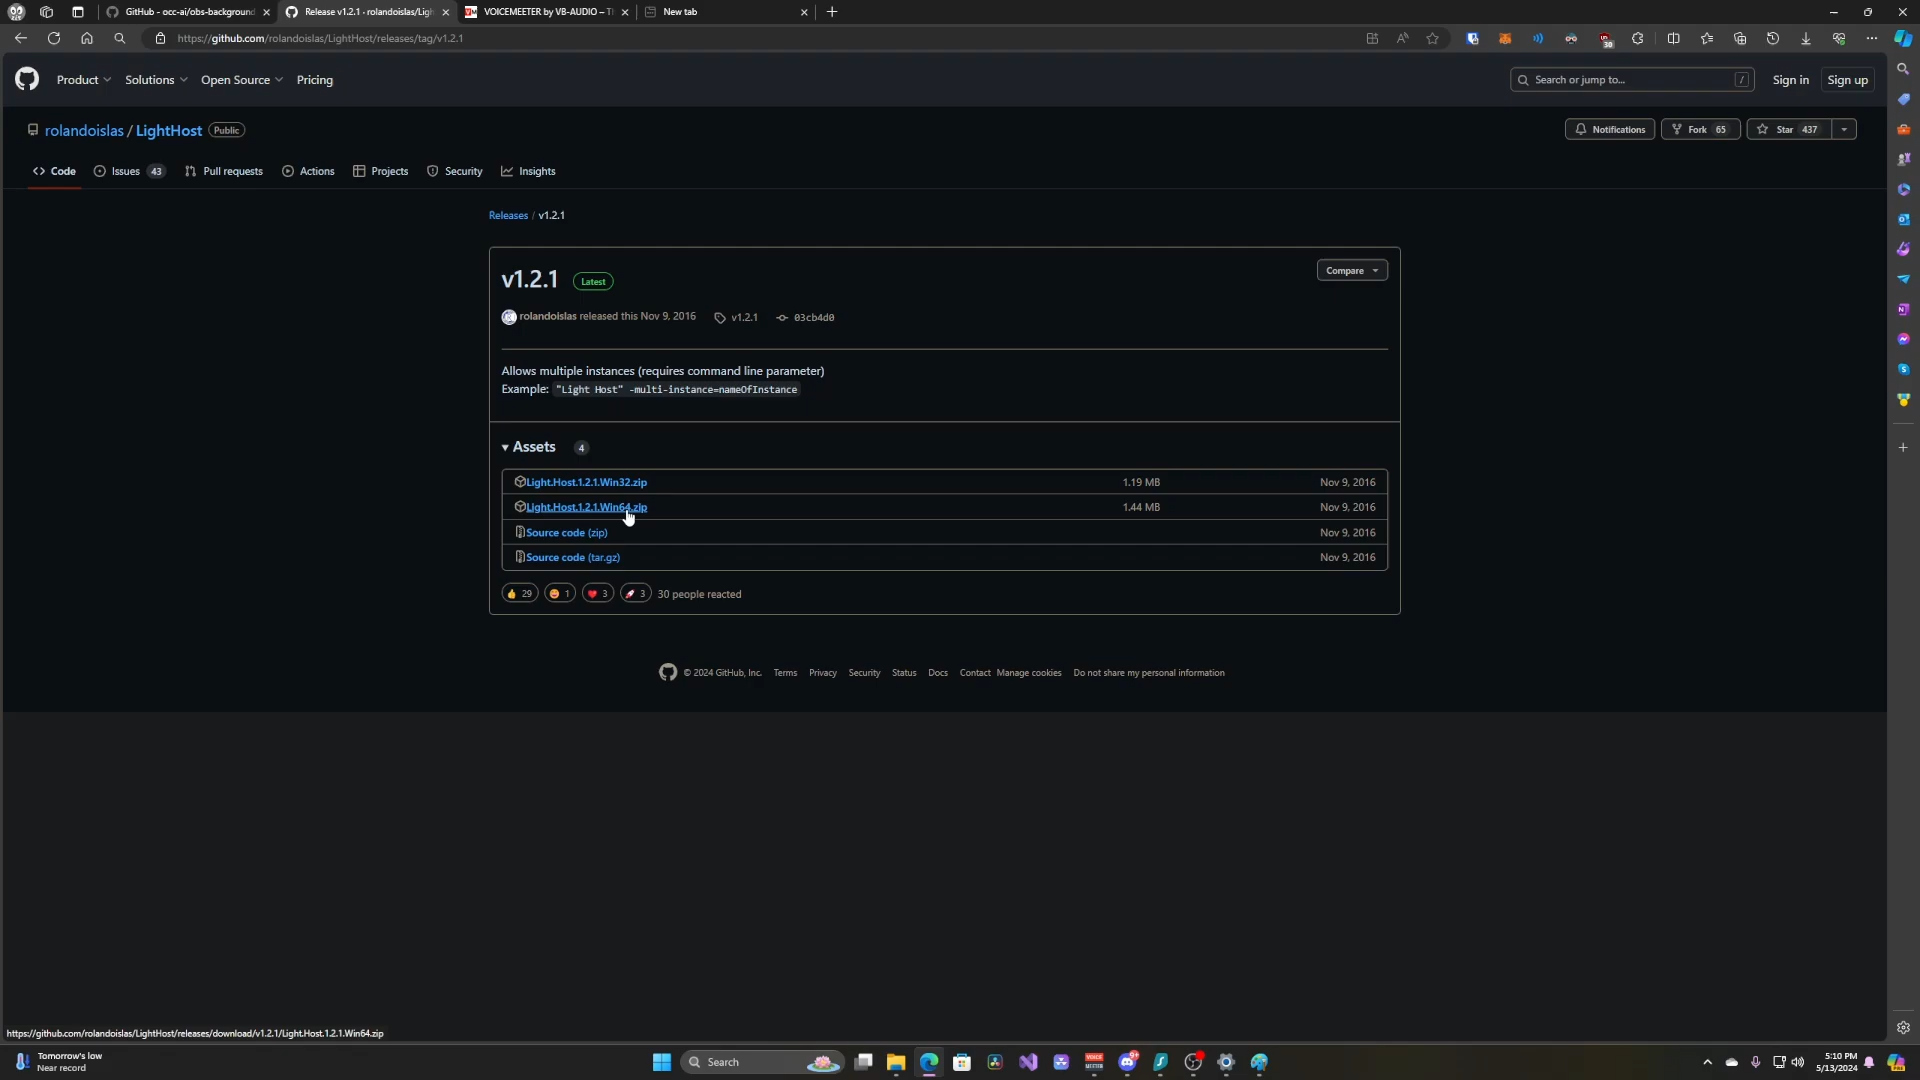 GitHub - occ-ai/obs-background
Release v1.2.1 · rolandoislas/Ligh
VOICEMEETER by VB-AUDIO – Th
New tab
https://github.com/rolandoislas/LightHost/releases/tag/v1.2.1
30
Product
Solutions
Open Source
Pricing
Search or jump to...
/
Sign in
Sign up
rolandoislas / LightHost
Public
Notifications
Fork 65
Star 437
Code
Issues 43
Pull requests
Actions
Projects
Security
Insights
Releases / v1.2.1
v1.2.1
Latest
Compare
rolandoislas released this Nov 9, 2016
v1.2.1
03cb4d0
Allows multiple instances (requires command line parameter)
Example: "Light Host" -multi-instance=nameOfInstance
Assets 4
Light.Host.1.2.1.Win32.zip 1.19 MB Nov 9, 2016
Light.Host.1.2.1.Win64.zip 1.44 MB Nov 9, 2016
Source code (zip) Nov 9, 2016
Source code (tar.gz) Nov 9, 2016
29 1 3 3 30 people reacted
© 2024 GitHub, Inc. Terms Privacy Security Status Docs Contact Manage cookies Do not share my personal information
https://github.com/rolandoislas/LightHost/releases/download/v1.2.1/Light.Host.1.2.1.Win64.zip
Tomorrow's low
Near record
Search
VOICE
MEETER
5:10 PM
5/13/2024